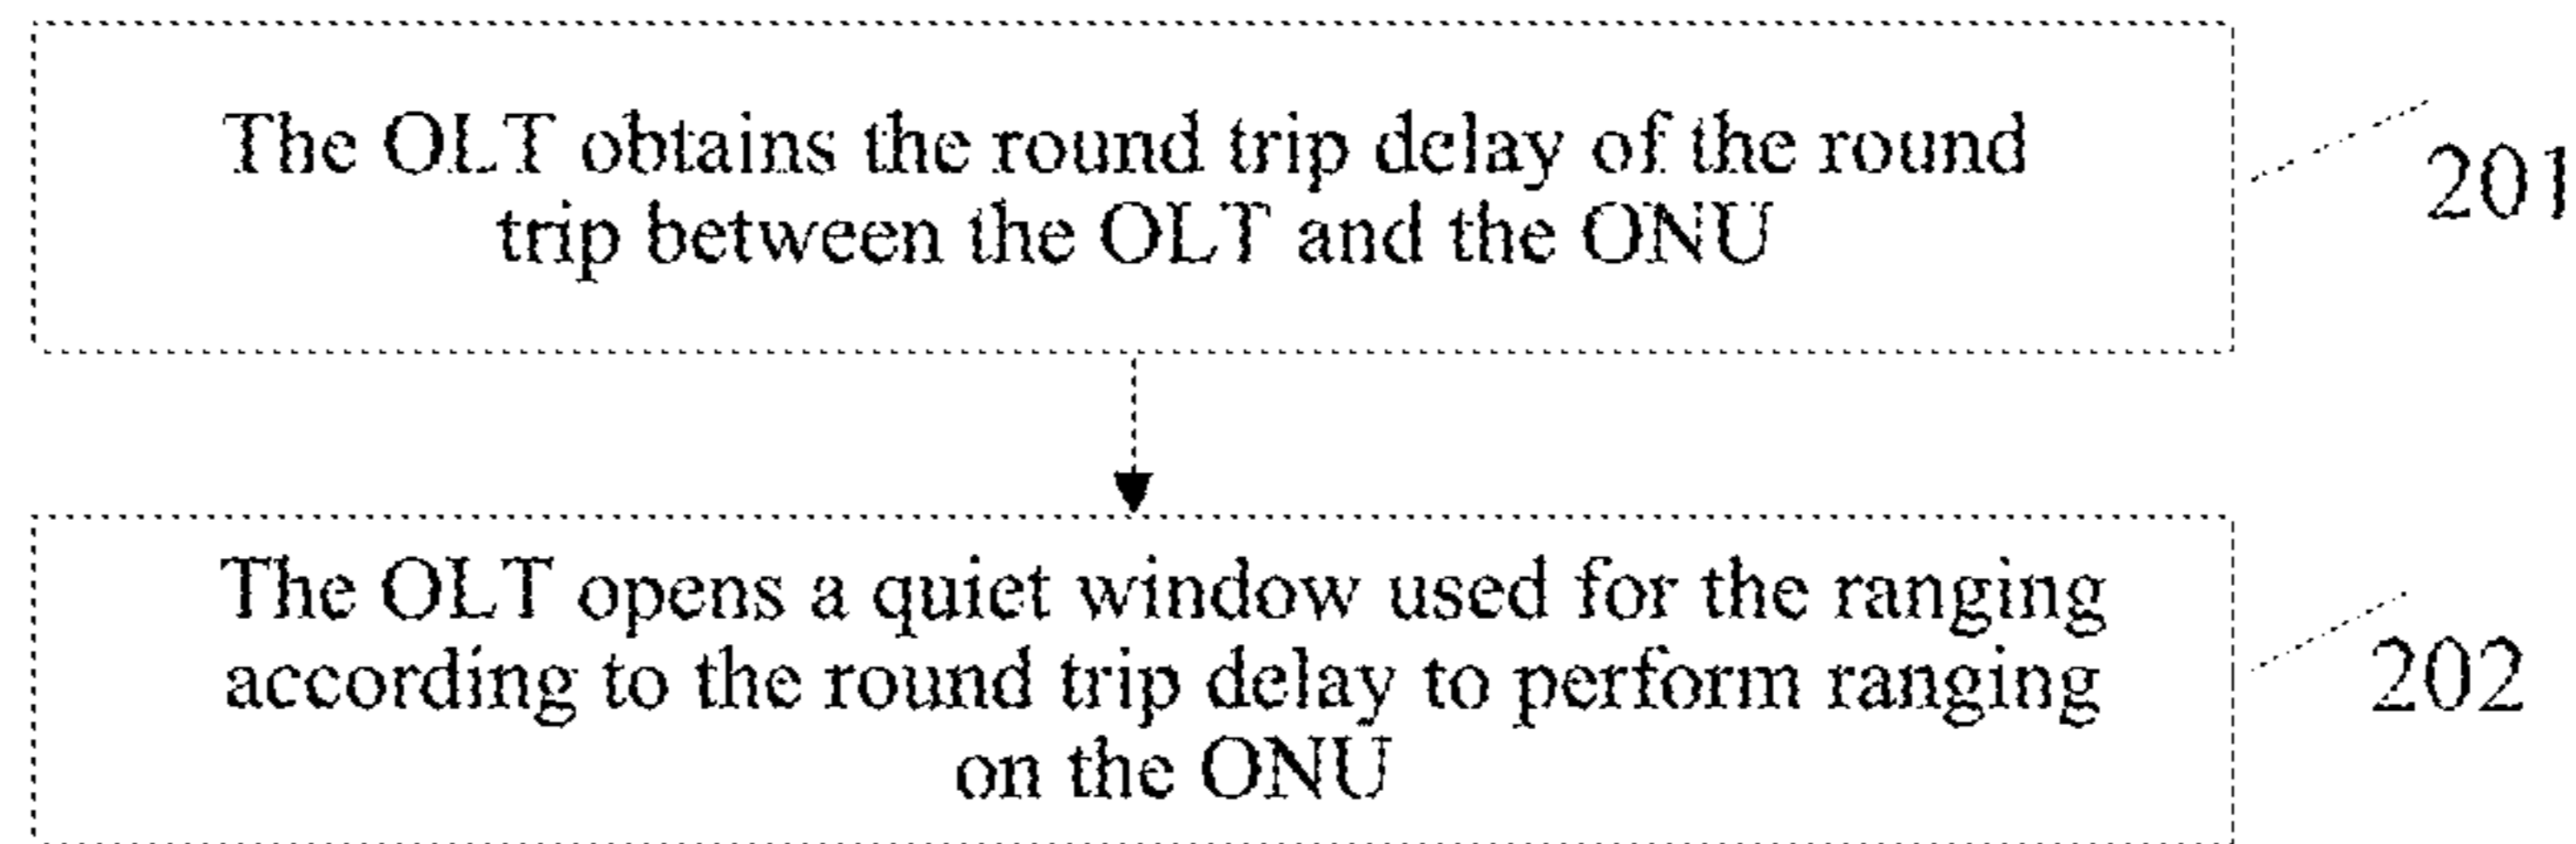 The OLT obtains the round trip delay of the round
trip between the OLT and the ONU
201
The OLT opens a quiet window used for the ranging
according to the round trip delay to perform ranging
on the ONU
202